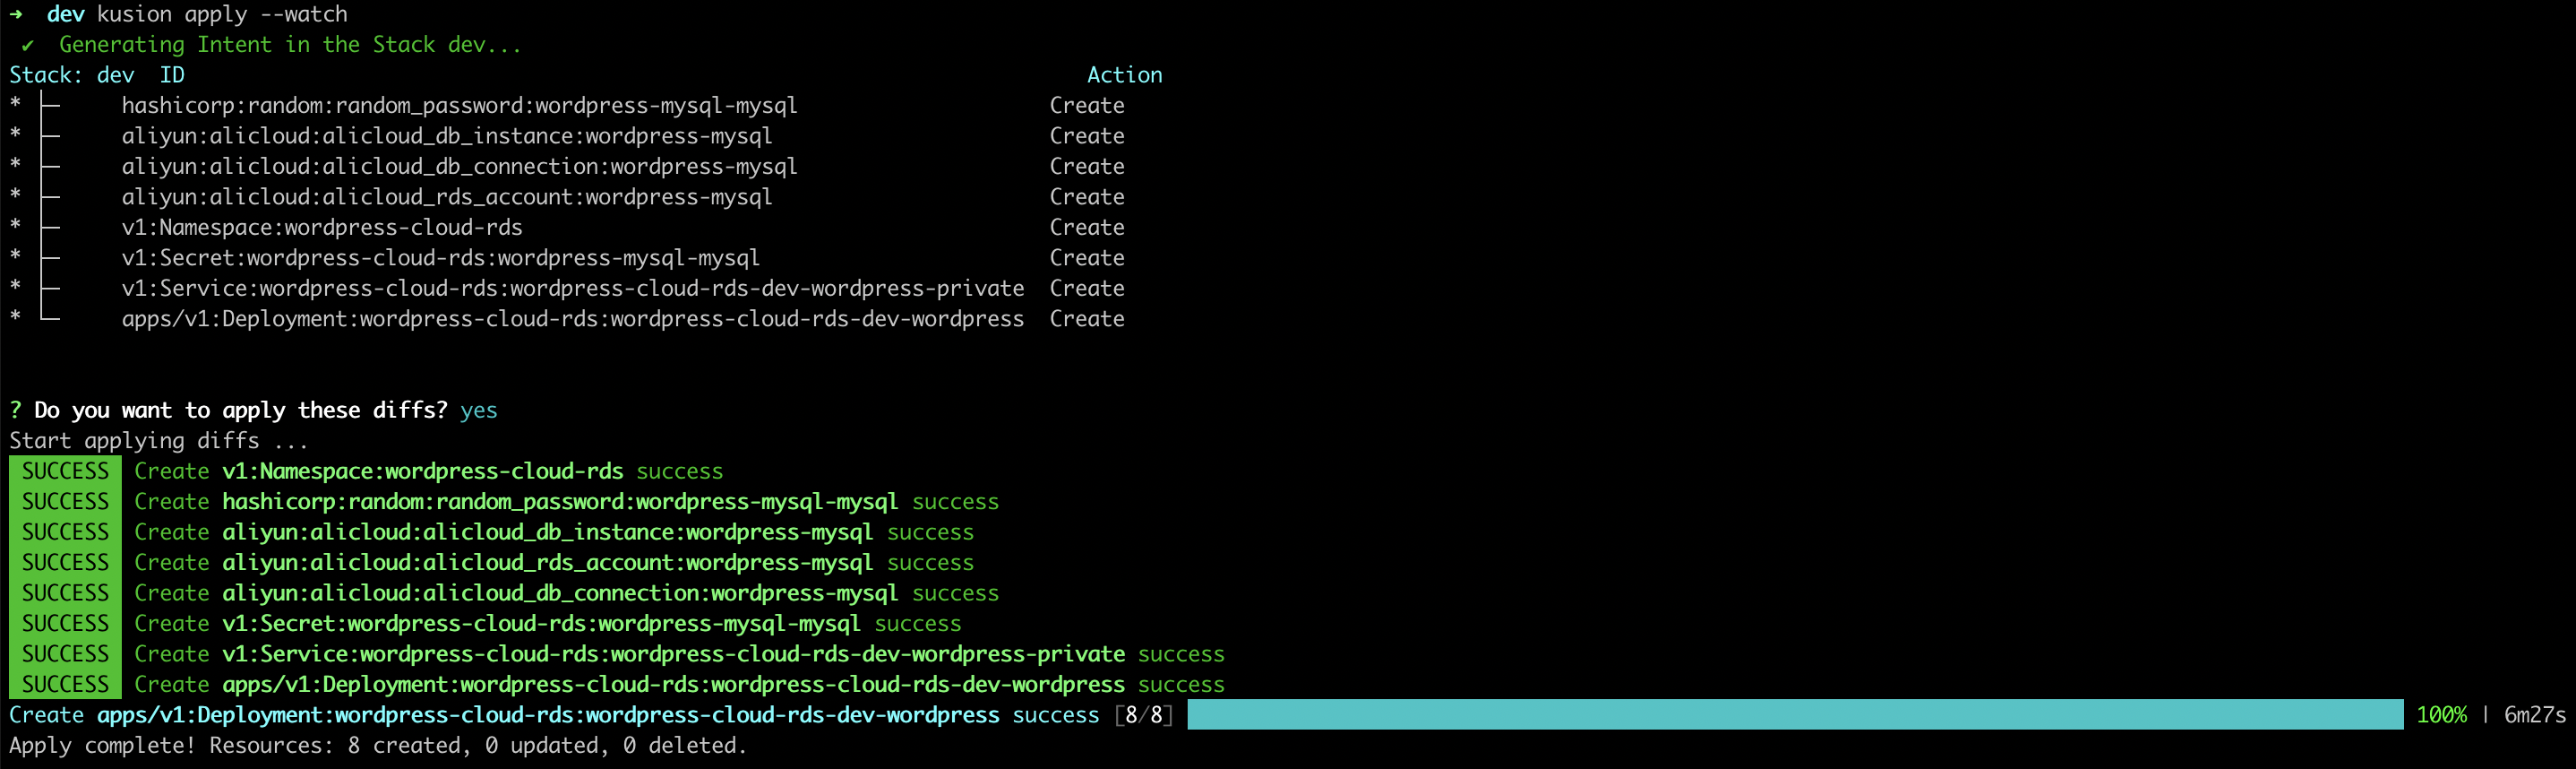 ➜  dev kusion apply --watch
 ✔︎  Generating Intent in the Stack dev...
Stack: dev  ID                                                                        Action
* ├─     hashicorp:random:random_password:wordpress-mysql-mysql                    Create
* ├─     aliyun:alicloud:alicloud_db_instance:wordpress-mysql                      Create
* ├─     aliyun:alicloud:alicloud_db_connection:wordpress-mysql                    Create
* ├─     aliyun:alicloud:alicloud_rds_account:wordpress-mysql                      Create
* ├─     v1:Namespace:wordpress-cloud-rds                                          Create
* ├─     v1:Secret:wordpress-cloud-rds:wordpress-mysql-mysql                       Create
* ├─     v1:Service:wordpress-cloud-rds:wordpress-cloud-rds-dev-wordpress-private  Create
* └─     apps/v1:Deployment:wordpress-cloud-rds:wordpress-cloud-rds-dev-wordpress  Create
? Do you want to apply these diffs? yes
Start applying diffs ...
SUCCESS  Create v1:Namespace:wordpress-cloud-rds success
SUCCESS  Create hashicorp:random:random_password:wordpress-mysql-mysql success
SUCCESS  Create aliyun:alicloud:alicloud_db_instance:wordpress-mysql success
SUCCESS  Create aliyun:alicloud:alicloud_rds_account:wordpress-mysql success
SUCCESS  Create aliyun:alicloud:alicloud_db_connection:wordpress-mysql success
SUCCESS  Create v1:Secret:wordpress-cloud-rds:wordpress-mysql-mysql success
SUCCESS  Create v1:Service:wordpress-cloud-rds:wordpress-cloud-rds-dev-wordpress-private success
SUCCESS  Create apps/v1:Deployment:wordpress-cloud-rds:wordpress-cloud-rds-dev-wordpress success
Create apps/v1:Deployment:wordpress-cloud-rds:wordpress-cloud-rds-dev-wordpress success [8/8] 100% | 6m27s
Apply complete! Resources: 8 created, 0 updated, 0 deleted.